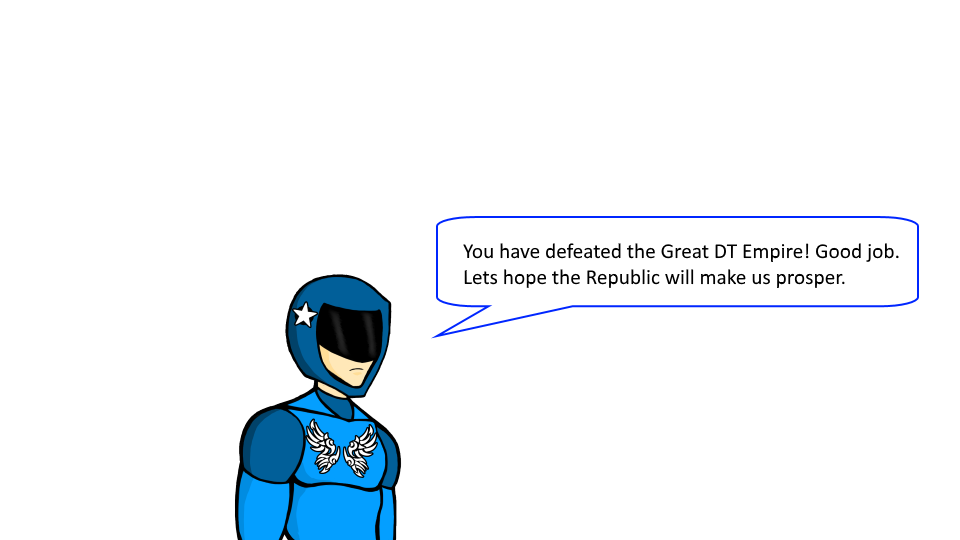 You have defeated the Great DT Empire! Good job.
Lets hope the Republic will make us prosper.